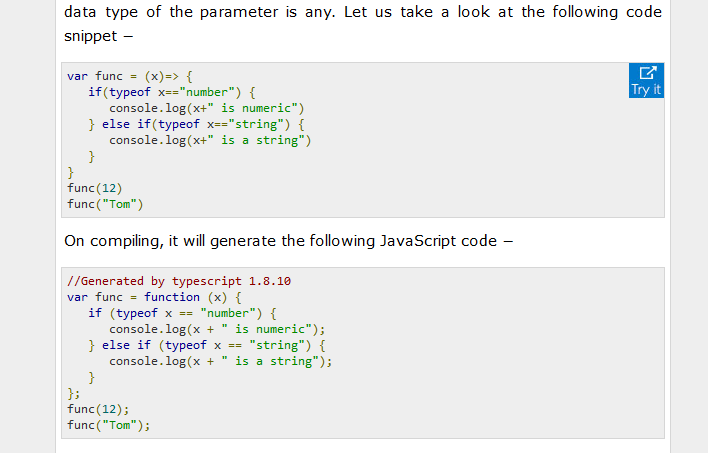 data type of the parameter is any. Let us take a look at the following code
snippet −
Try it
var func = (x)=> {
   if(typeof x=="number") {
      console.log(x+" is numeric")
   } else if(typeof x=="string") {
      console.log(x+" is a string")
   }
}
func(12)
func("Tom")
On compiling, it will generate the following JavaScript code −
//Generated by typescript 1.8.10
var func = function (x) {
   if (typeof x == "number") {
      console.log(x + " is numeric");
   } else if (typeof x == "string") {
      console.log(x + " is a string");
   }
};
func(12);
func("Tom");